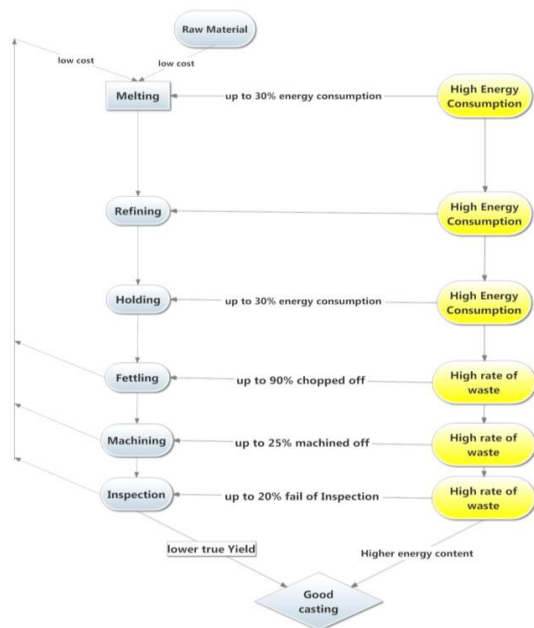 Raw Material
low cost
low cost
Melting
up to 30% energy consumption
High Energy
Consumption
Refining
High Energy
Consumption
Holding
up to 30% energy consumption
High Energy
Consumption
Fettling
up to 90% chopped off
High rate of
waste
Machining
up to 25% machined off
High rate of
waste
Inspection
up to 20% fail of Inspection
High rate of
waste
lower true Yield
Higher energy content
Good
casting